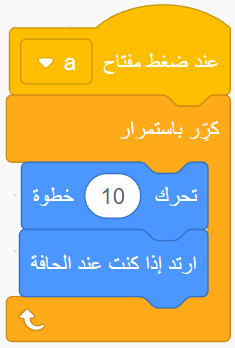 عند ضغط مفتاح a
كرِّر باستمرار
تحرك 10 خطوة
ارتد إذا كنت عند الحافة